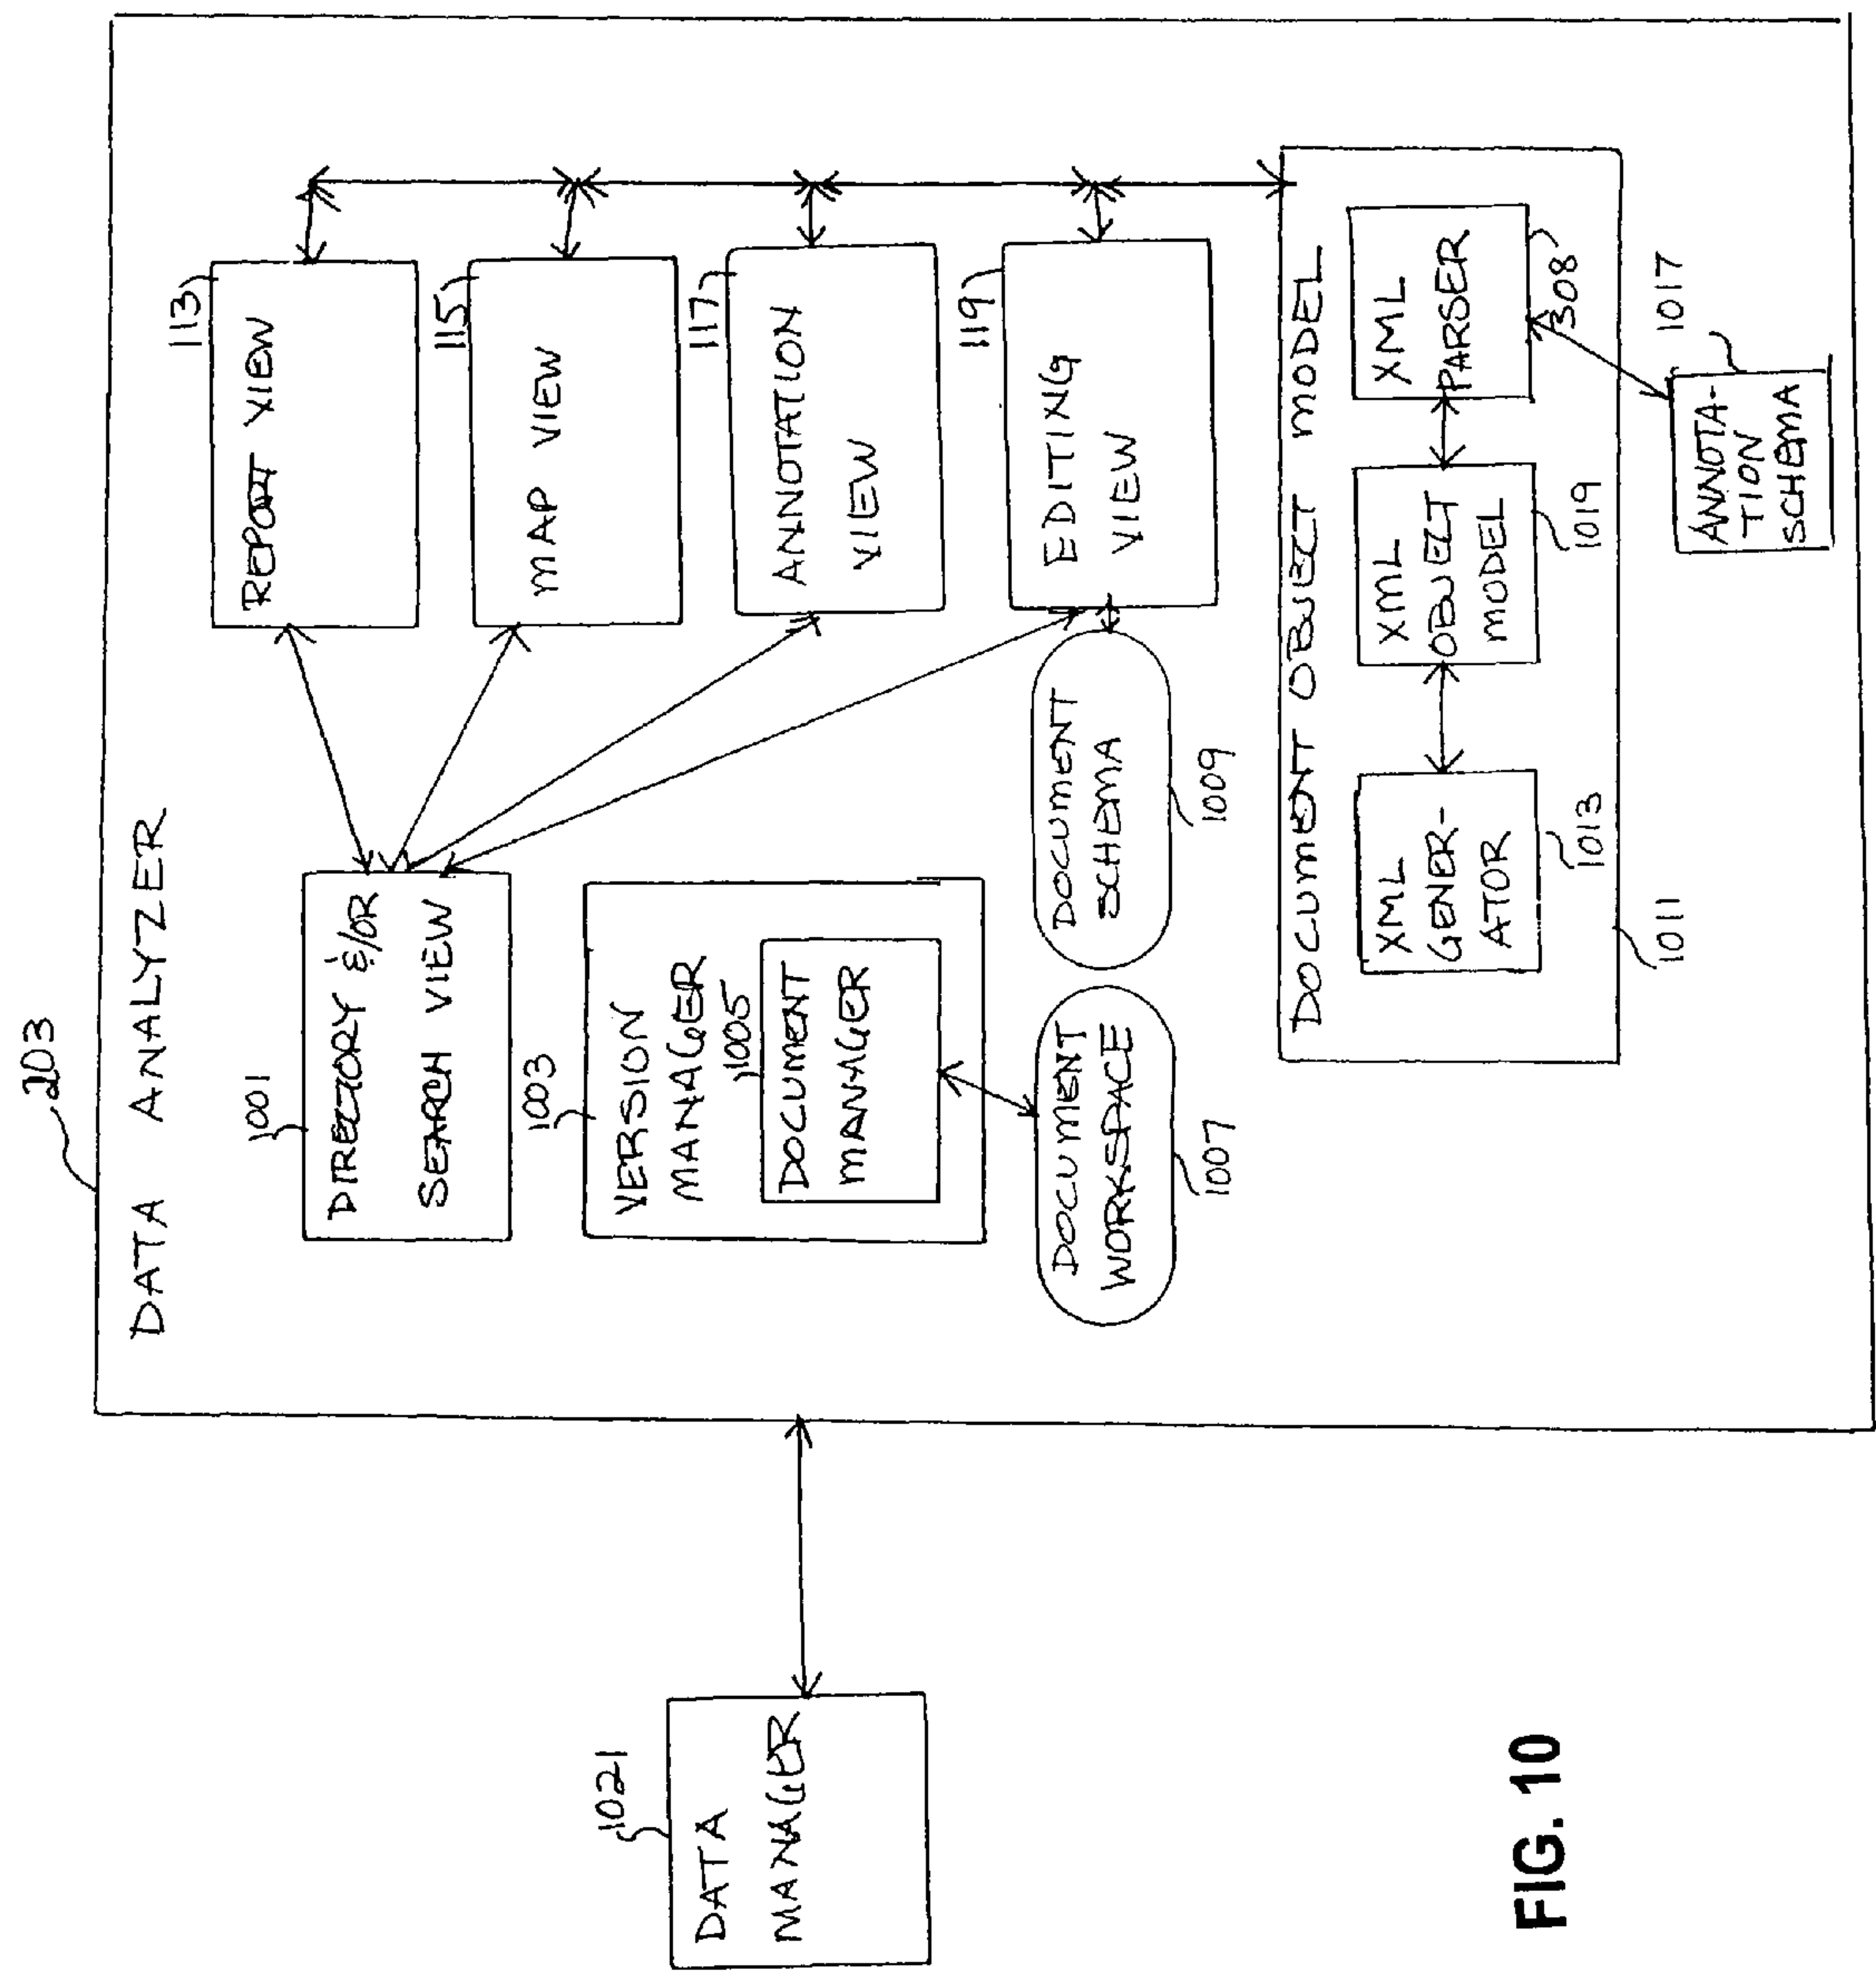 203
DATA ANALYZER
1001
DIRECTORY &/OR
SEARCH VIEW
113
REPORT VIEW
1003
VERSION
MANAGER
1005
DOCUMENT
MANAGER
115
MAP VIEW
117
ANNOTATION
VIEW
119
EDITING
VIEW
1021
DATA
MANAGER
DOCUMENT
WORKSPACE
1007
DOCUMENT
SCHEMA
1009
DOCUMENT OBJECT MODEL
XML
GENER-
ATOR
1013
XML
OBJECT
MODEL
1019
XML
PARSER
308
1011
1017
ANNOTA-
TION
SCHEMA
FIG. 10